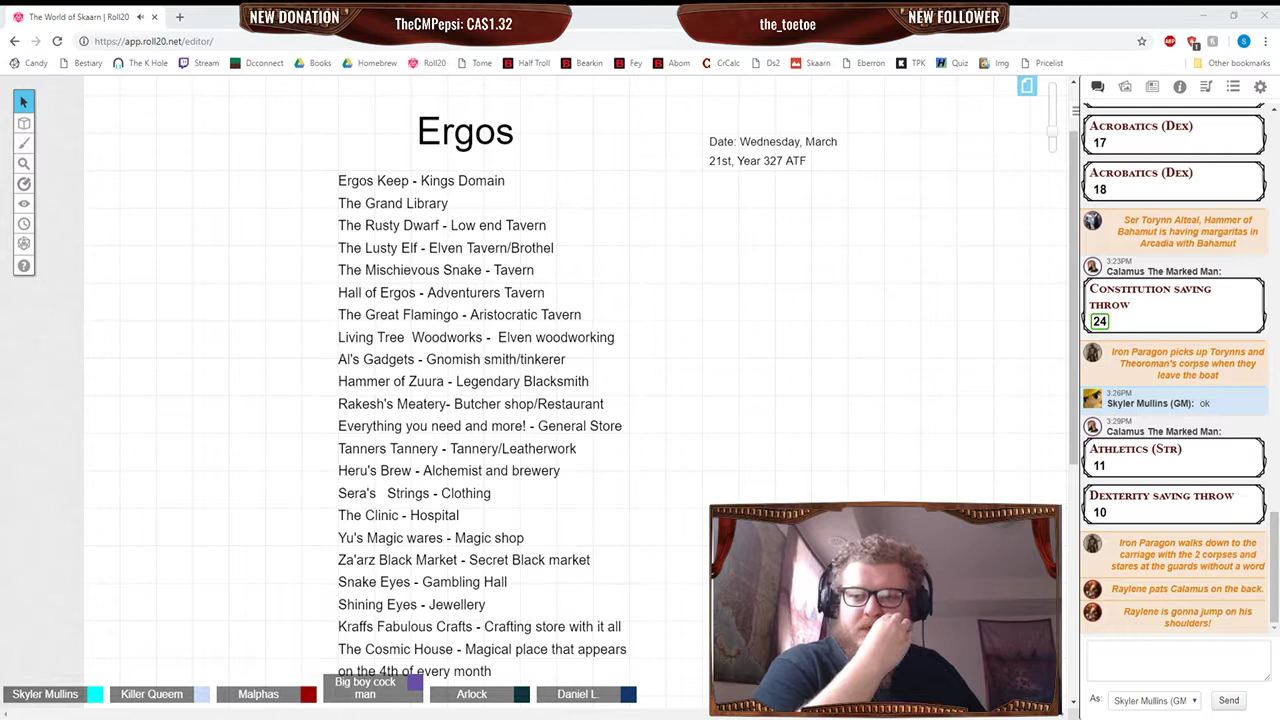 NEW DONATION
TheCMPepsi: CA$1.32
the_toetoe
NEW FOLLOWER
The World of Skaarn | Roll20
https://app.roll20.net/editor/
Candy
Bestiary
The K Hole
Stream
Dcconnect
Books
Homebrew
Roll20
Tome
Half Troll
Bearkin
Fey
Abom
CrCalc
Ds2
Skaarn
Eberron
TPK
Quiz
Img
Pricelist
Other bookmarks
Ergos
Date: Wednesday, March
21st, Year 327 ATF
Ergos Keep - Kings Domain
The Grand Library
The Rusty Dwarf - Low end Tavern
The Lusty Elf - Elven Tavern/Brothel
The Mischievous Snake - Tavern
Hall of Ergos - Adventurers Tavern
The Great Flamingo - Aristocratic Tavern
Living Tree Woodworks - Elven woodworking
Al's Gadgets - Gnomish smith/tinkerer
Hammer of Zuura - Legendary Blacksmith
Rakesh's Meatery- Butcher shop/Restaurant
Everything you need and more! - General Store
Tanners Tannery - Tannery/Leatherwork
Heru's Brew - Alchemist and brewery
Sera's Strings - Clothing
The Clinic - Hospital
Yu's Magic wares - Magic shop
Za'arz Black Market - Secret Black market
Snake Eyes - Gambling Hall
Shining Eyes - Jewellery
Kraffs Fabulous Crafts - Crafting store with it all
The Cosmic House - Magical place that appears
on the 4th of every month
Skyler Mullins
Killer Queem
Malphas
Big boy cock
man
Arlock
Daniel L.
ACROBATICS (DEX)
17
ACROBATICS (DEX)
18
Ser Torynn Alteal, Hammer of
Bahamut is having margaritas in
Arcadia with Bahamut
3:23PM
Calamus The Marked Man:
CONSTITUTION SAVING
THROW
24
Iron Paragon picks up Torynns and
Theoroman's corpse when they
leave the boat
3:26PM
Skyler Mullins (GM): ok
3:29PM
Calamus The Marked Man:
ATHLETICS (STR)
11
DEXTERITY SAVING THROW
10
Iron Paragon walks down to the
carriage with the 2 corpses and
stares at the guards without a word
Raylene pats Calamus on the back.
Raylene is gonna jump on his
shoulders!
As:
Skyler Mullins (GM)
Send